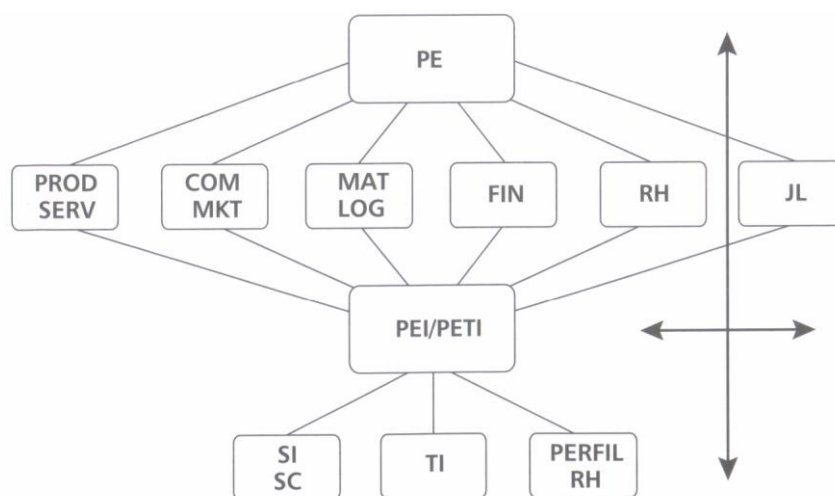 PE
PROD
SERV
COM
MKT
MAT
LOG
FIN
RH
JL
PEI/PETI
SI
SC
TI
PERFIL
RH